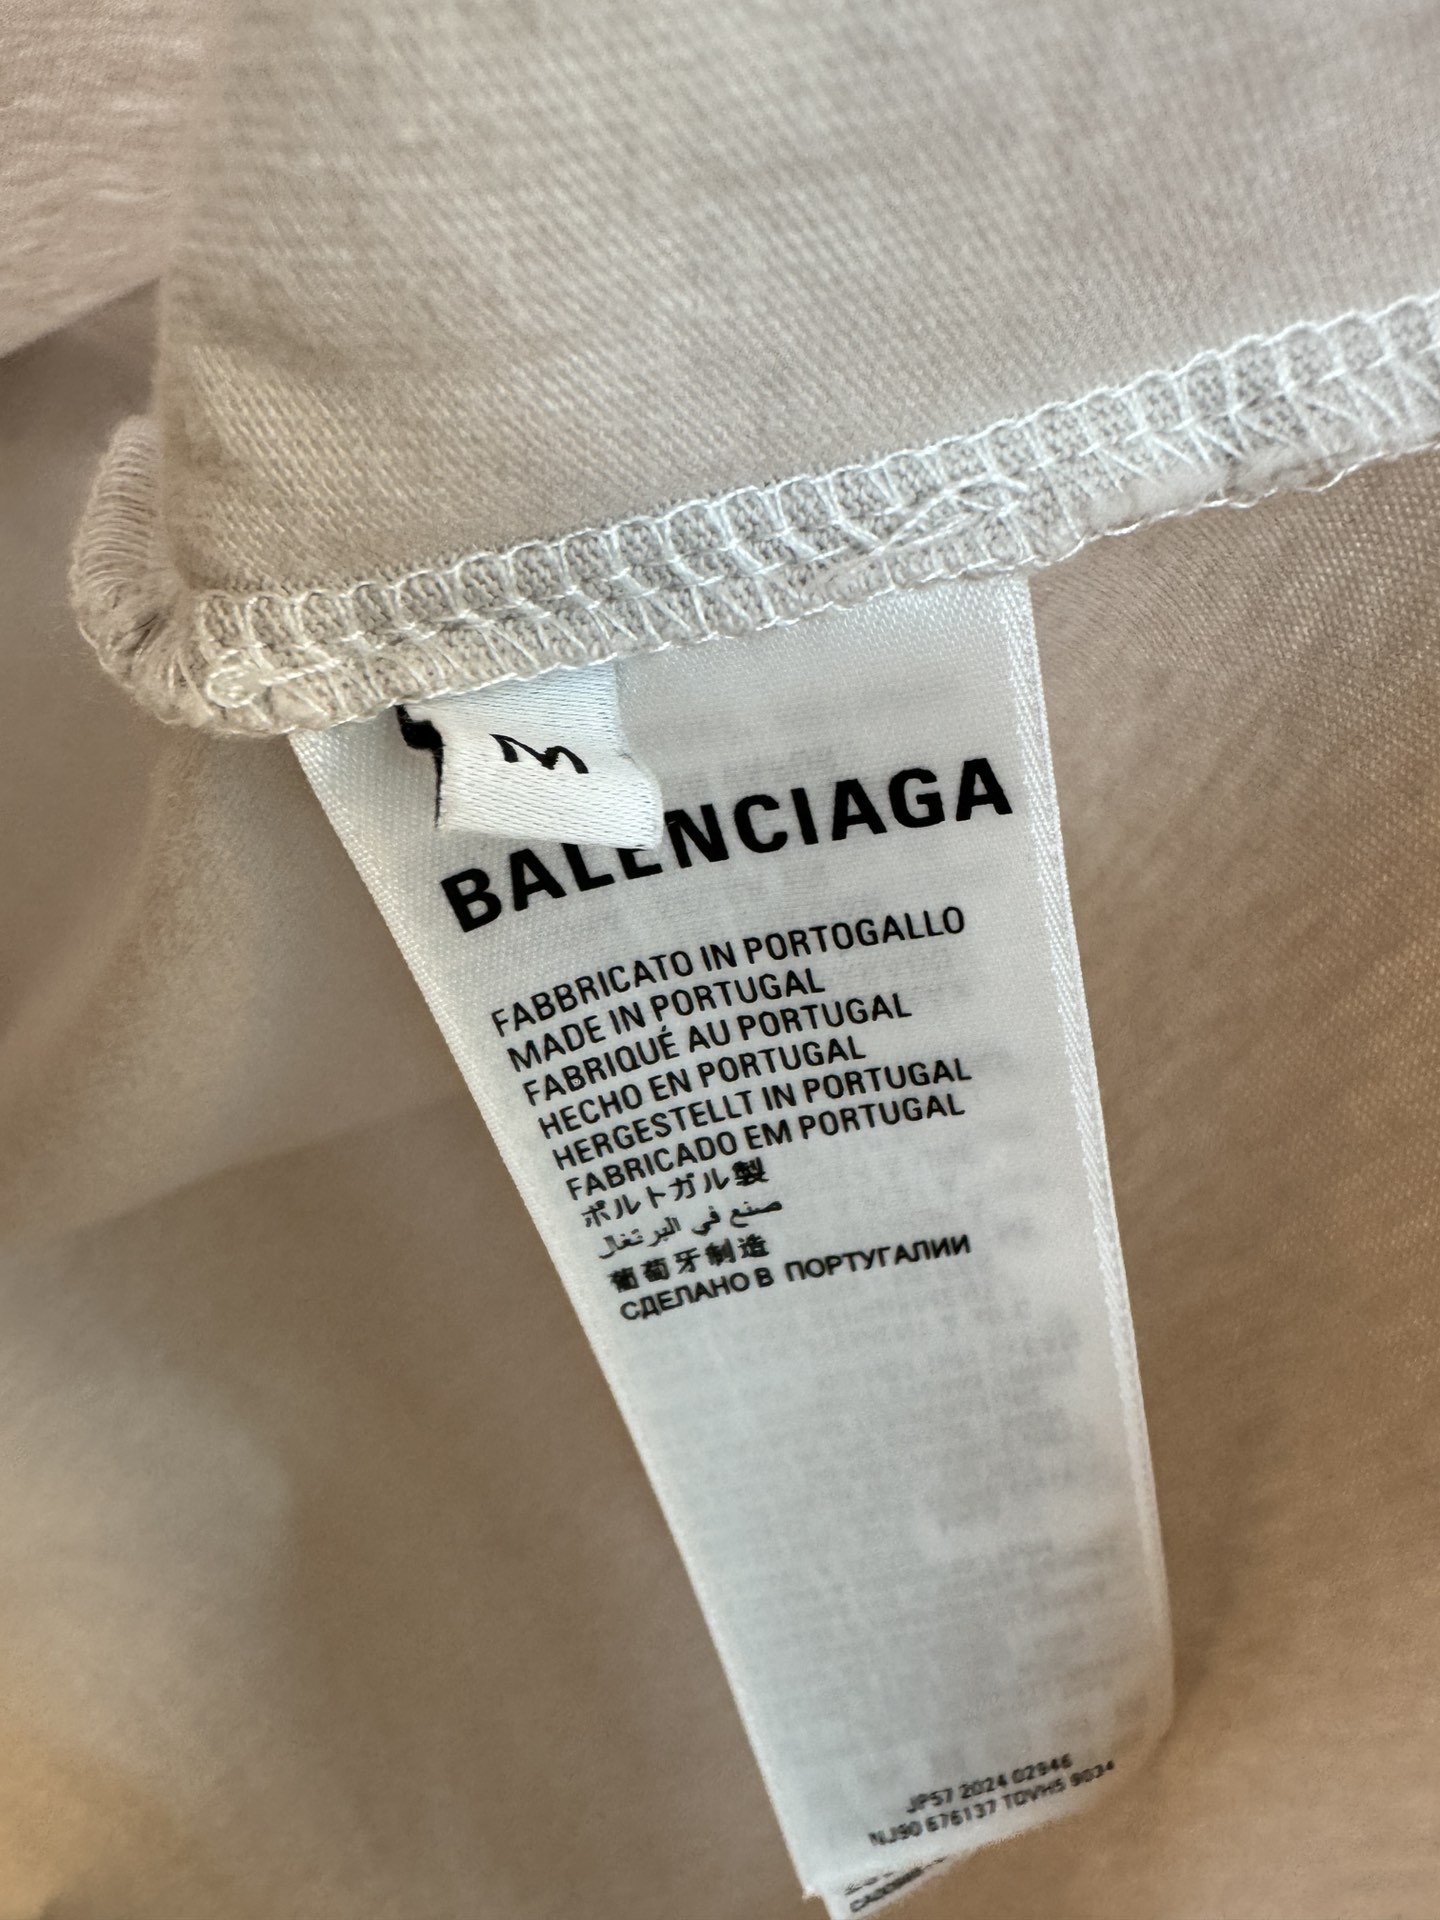 M
BALENCIAGA
FABBRICATO IN PORTOGALLO
MADE IN PORTUGAL
FABRIQUÉ AU PORTUGAL
HECHO EN PORTUGAL
HERGESTELLT IN PORTUGAL
FABRICADO EM PORTUGAL
ポルトガル製
صنع في البرتغال
葡萄牙制造
СДЕЛАНО В ПОРТУГАЛИИ
JP57 2024 02946
NJ90 676137 TOVH5 9034